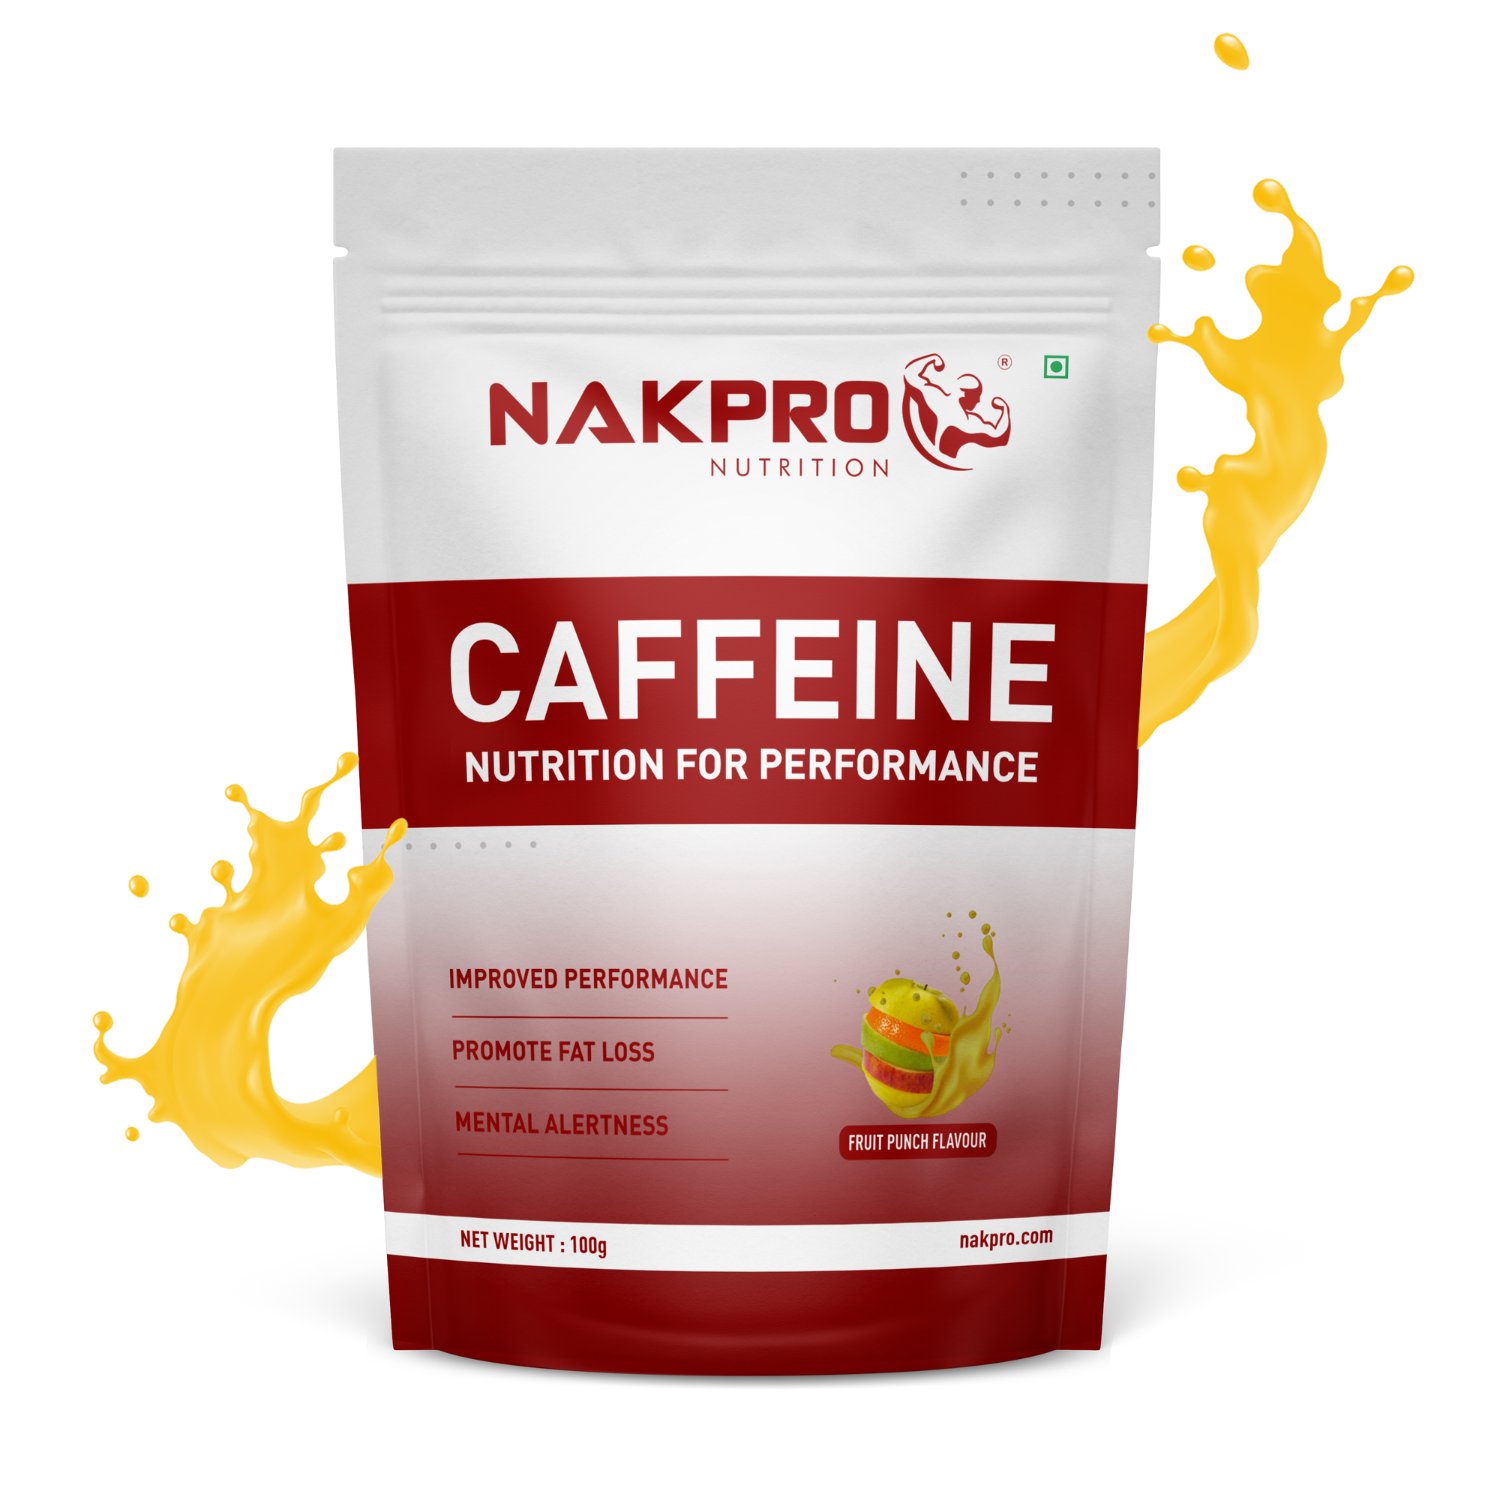 NAKPRO
NUTRITION
®
CAFFEINE
NUTRITION FOR PERFORMANCE
IMPROVED PERFORMANCE
PROMOTE FAT LOSS
MENTAL ALERTNESS
FRUIT PUNCH FLAVOUR
NET WEIGHT : 100g
nakpro.com